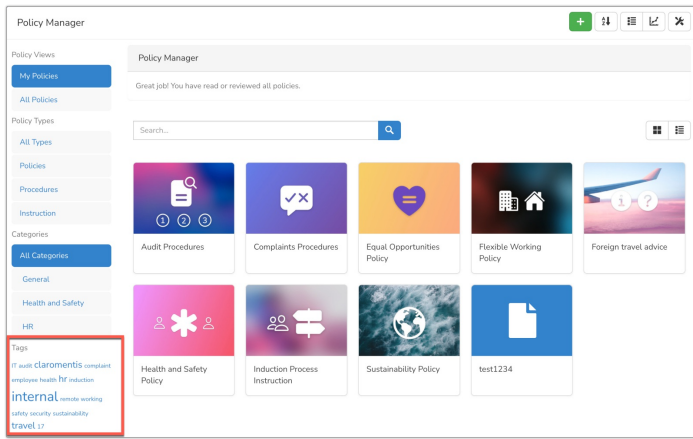 Policy Manager
Policy Views
My Policies
All Policies
Policy Types
All Types
Policies
Procedures
Instruction
Categories
All Categories
General
Health and Safety
HR
Tags
IT audit claromentis complaint
employee health hr induction
internal remote working
safety security sustainability
travel 17
Policy Manager
Great job! You have read or reviewed all policies.
Search...
1 2 3
Audit Procedures
Complaints Procedures
Equal Opportunities
Policy
Flexible Working
Policy
i ?
Foreign travel advice
Health and Safety
Policy
Induction Process
Instruction
Sustainability Policy
test1234